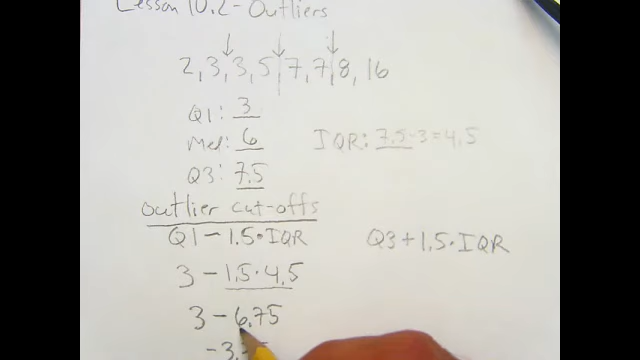 Lesson 10.2 - Outliers
2, 3, 3, 5, 7, 7, 8, 16
Q1: 3
Med: 6
IQR: 7.5-3=4.5
Q3: 7.5
Outlier cut-offs
Q1 - 1.5·IQR
Q3 + 1.5·IQR
3 - 1.5·4.5
3 - 6.75
-3.